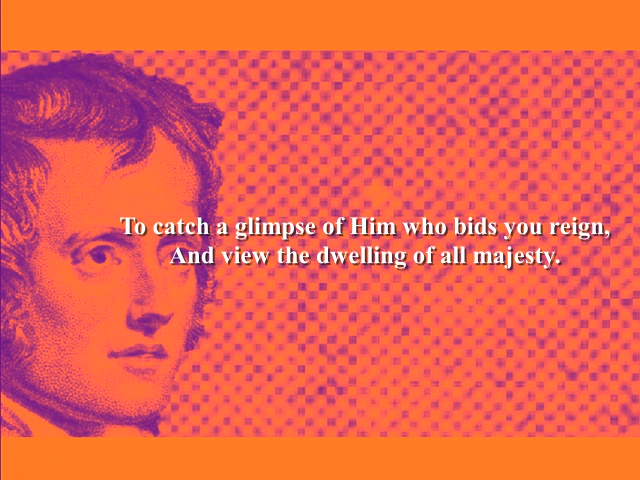 To catch a glimpse of Him who bids you reign,
And view the dwelling of all majesty.